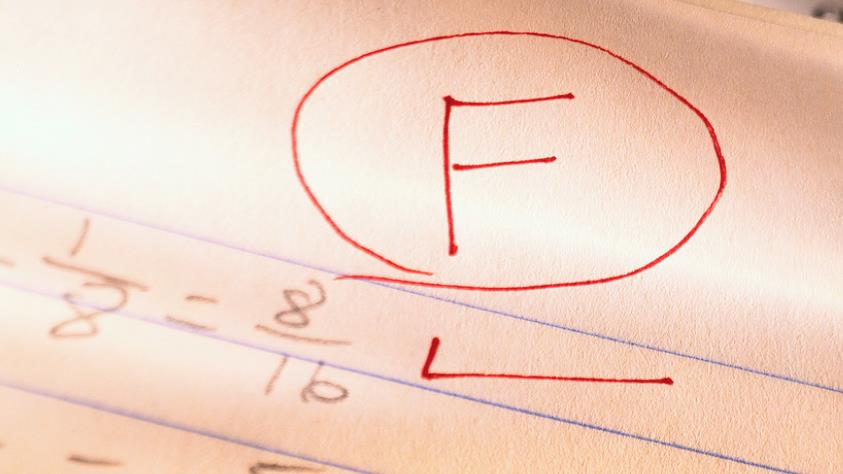 F
- 1/8 = 8/16